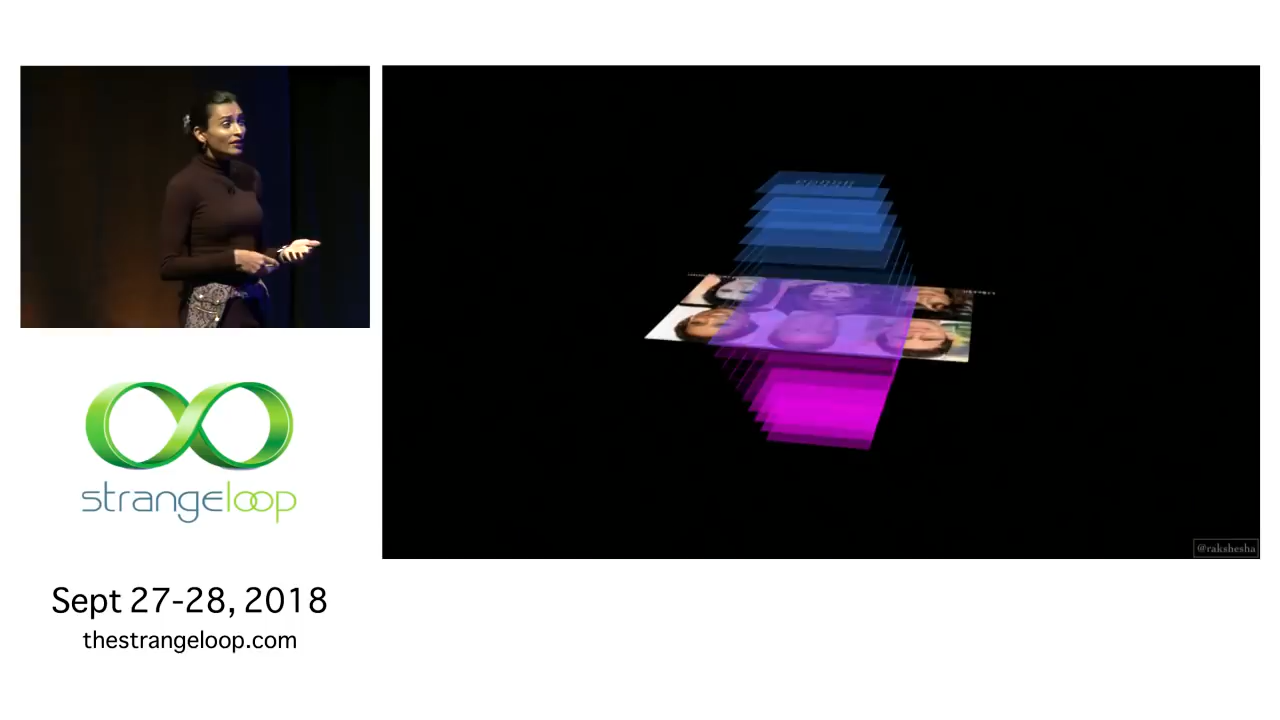 strangeloop
Sept 27-28, 2018
thestrangeloop.com
@rakshesha